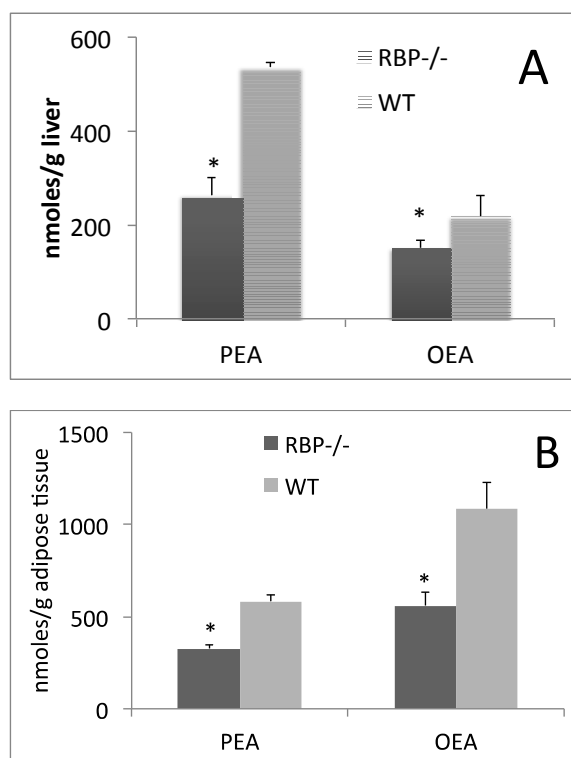 600
RBP-/-
A
WT
400
*
200
*
0
PEA
OEA
nmoles/g liver
1500
RBP-/-
B
WT
1000
*
500
*
0
PEA
OEA
nmoles/g adipose tissue